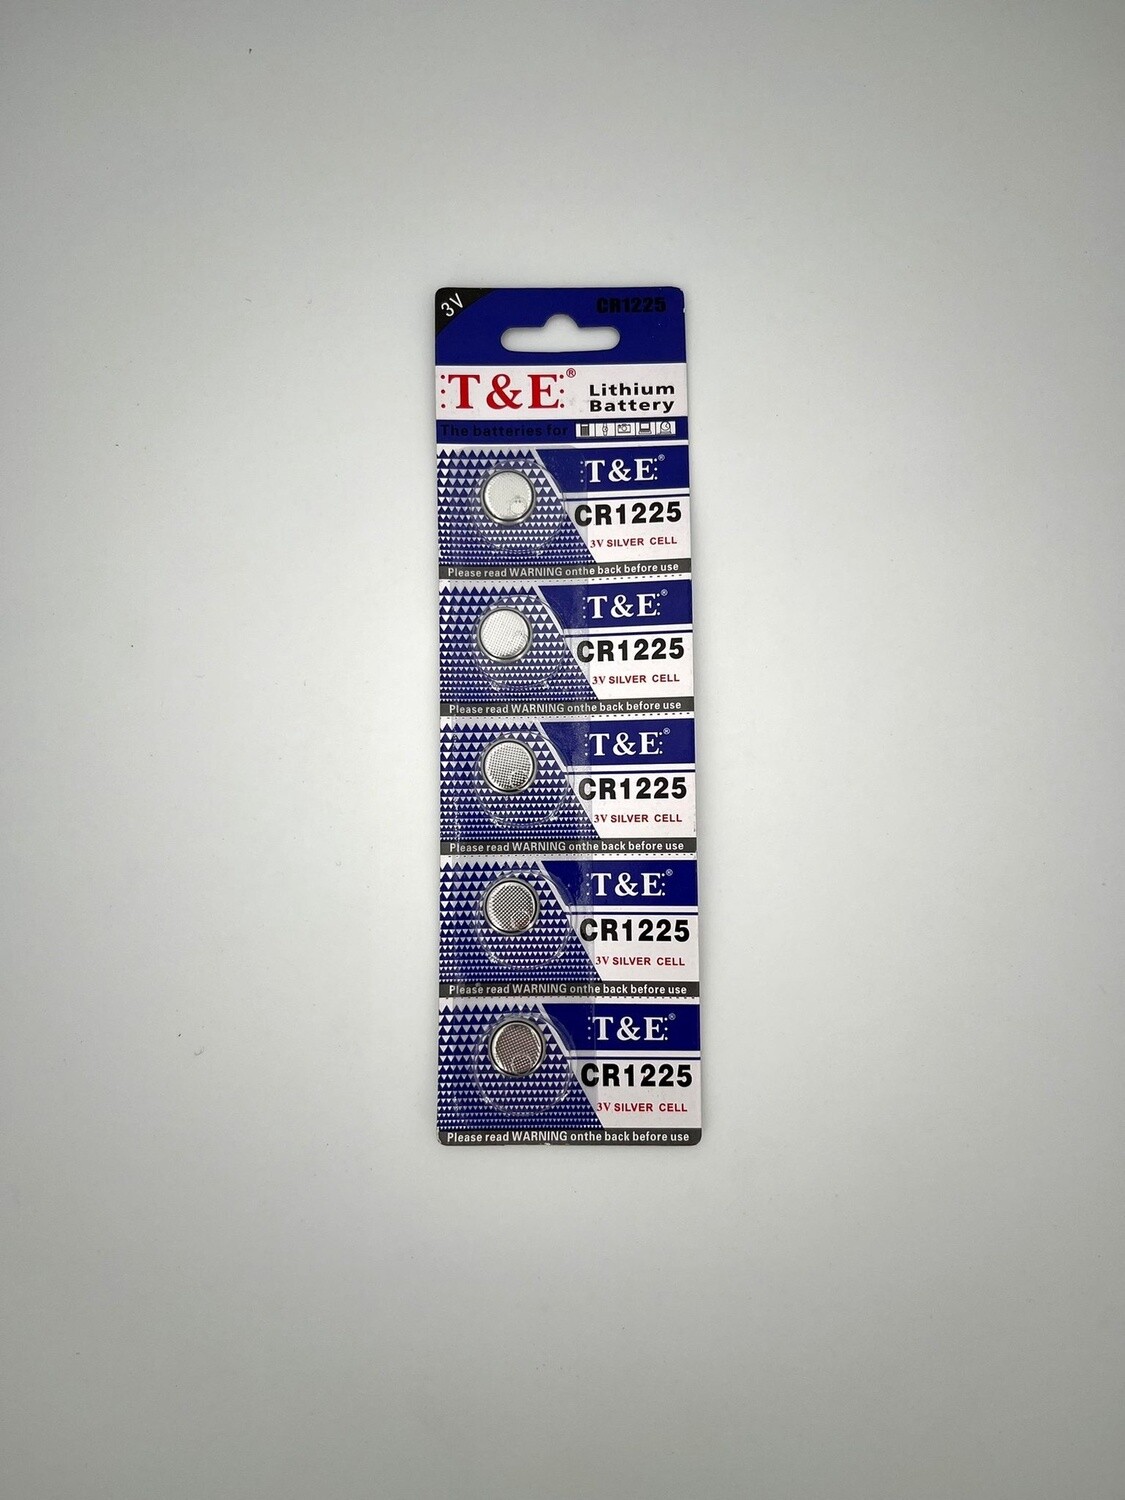 3V
CR1225
T&E®
Lithium
Battery
The batteries for
T&E®
CR1225
3V SILVER CELL
Please read WARNING onthe back before use
T&E®
CR1225
3V SILVER CELL
Please read WARNING onthe back before use
T&E®
CR1225
3V SILVER CELL
Please read WARNING onthe back before use
T&E®
CR1225
3V SILVER CELL
Please read WARNING onthe back before use
T&E®
CR1225
3V SILVER CELL
Please read WARNING onthe back before use